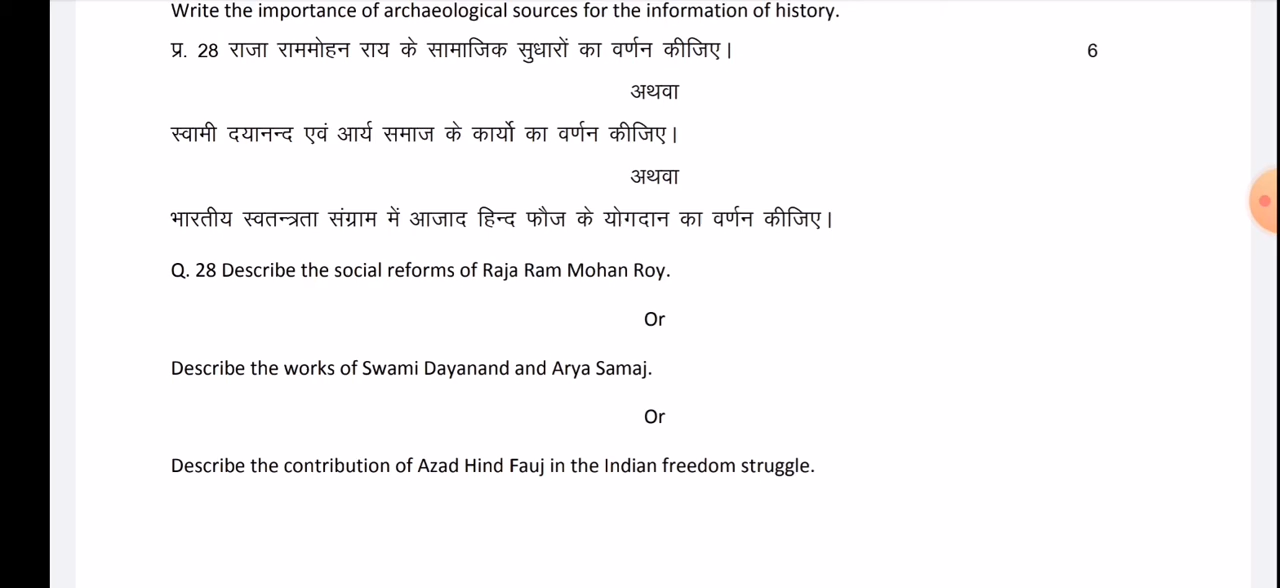 Write the importance of archaeological sources for the information of history.
प्र. 28 राजा राममोहन राय के सामाजिक सुधारों का वर्णन कीजिए। 6
अथवा
स्वामी दयानन्द एवं आर्य समाज के कार्यो का वर्णन कीजिए।
अथवा
भारतीय स्वतन्त्रता संग्राम में आजाद हिन्द फौज के योगदान का वर्णन कीजिए।
Q. 28 Describe the social reforms of Raja Ram Mohan Roy.
Or
Describe the works of Swami Dayanand and Arya Samaj.
Or
Describe the contribution of Azad Hind Fauj in the Indian freedom struggle.